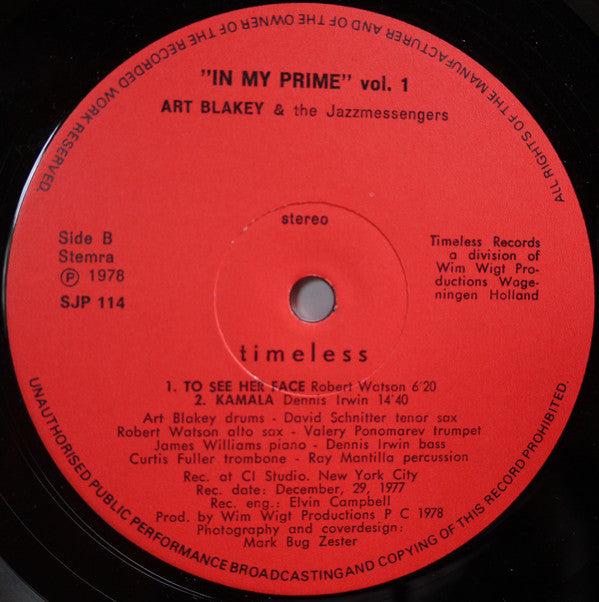 ALL RIGHTS OF THE MANUFACTURER AND OF THE OWNER OF THE RECORDED WORK RESERVED.
"IN MY PRIME" vol. 1
ART BLAKEY & the Jazzmessengers
stereo
Side B
Stemra
Ⓟ 1978
SJP 114
Timeless Records
a division of
Wim Wigt Pro-
ductions Wage-
ningen Holland
timeless
1. TO SEE HER FACE Robert Watson 6'20
2. KAMALA Dennis Irwin 14'40
Art Blakey drums - David Schnitter tenor sax
Robert Watson alto sax - Valery Ponomarev trumpet
James Williams piano - Dennis Irwin bass
Curtis Fuller trombone - Ray Mantilla percussion
Rec. at CI Studio. New York City
Rec. date: December, 29, 1977
Rec. eng.: Elvin Campbell
Prod. by Wim Wigt Productions P C 1978
Photography and coverdesign:
Mark Bug Zester
UNAUTHORISED PUBLIC PERFORMANCE BROADCASTING AND COPYING OF THIS RECORD PROHIBITED.